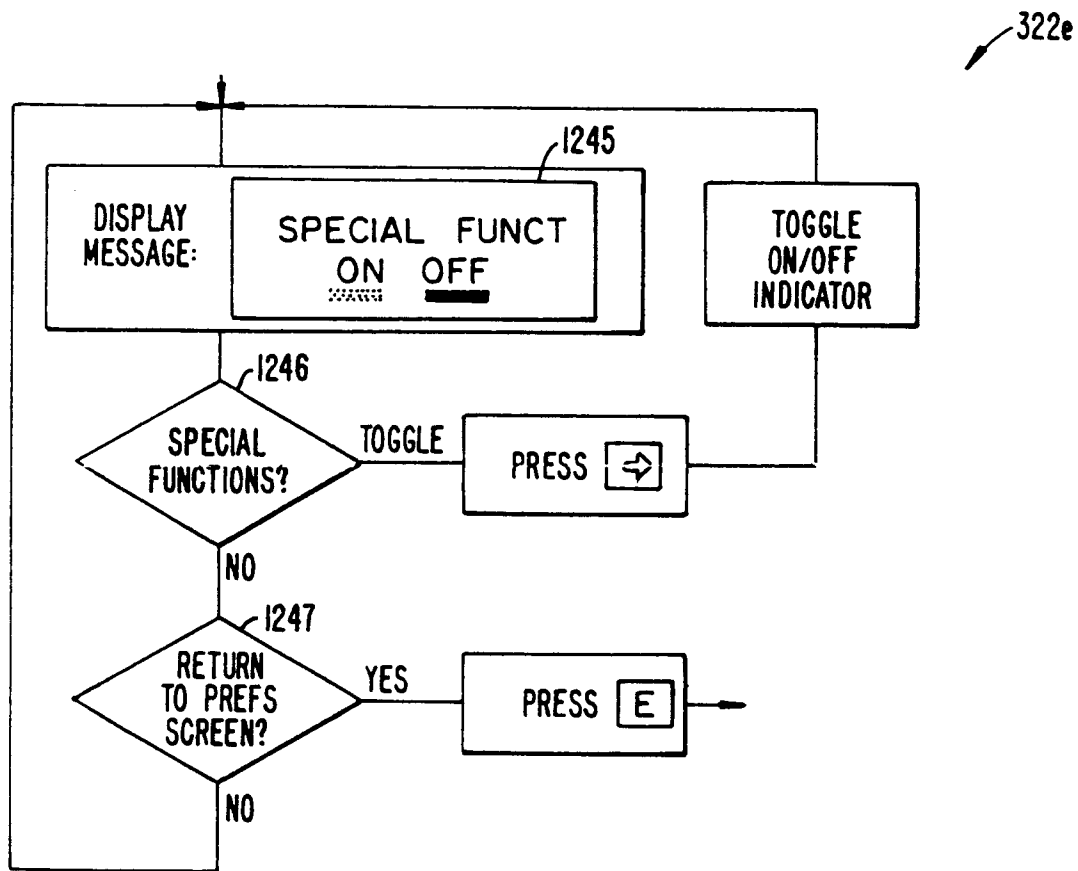 322e
1245
DISPLAY
MESSAGE:
SPECIAL FUNCT
ON OFF
TOGGLE
ON/OFF
INDICATOR
1246
SPECIAL
FUNCTIONS?
TOGGLE
PRESS
NO
1247
RETURN
TO PREFS
SCREEN?
YES
PRESS E
NO